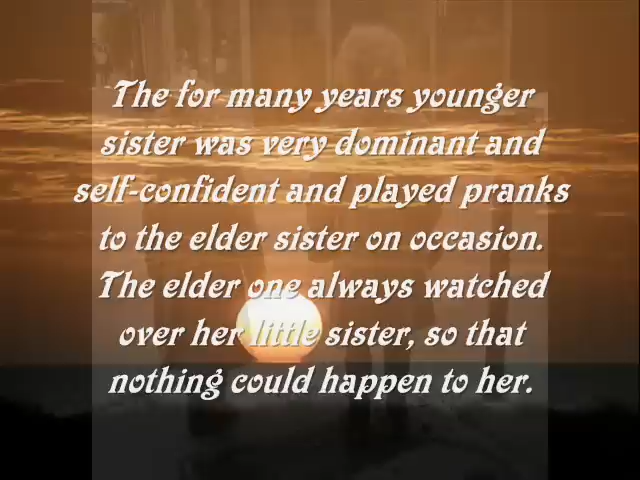 The for many years younger
sister was very dominant and
self-confident and played pranks
to the elder sister on occasion.
The elder one always watched
over her little sister, so that
nothing could happen to her.